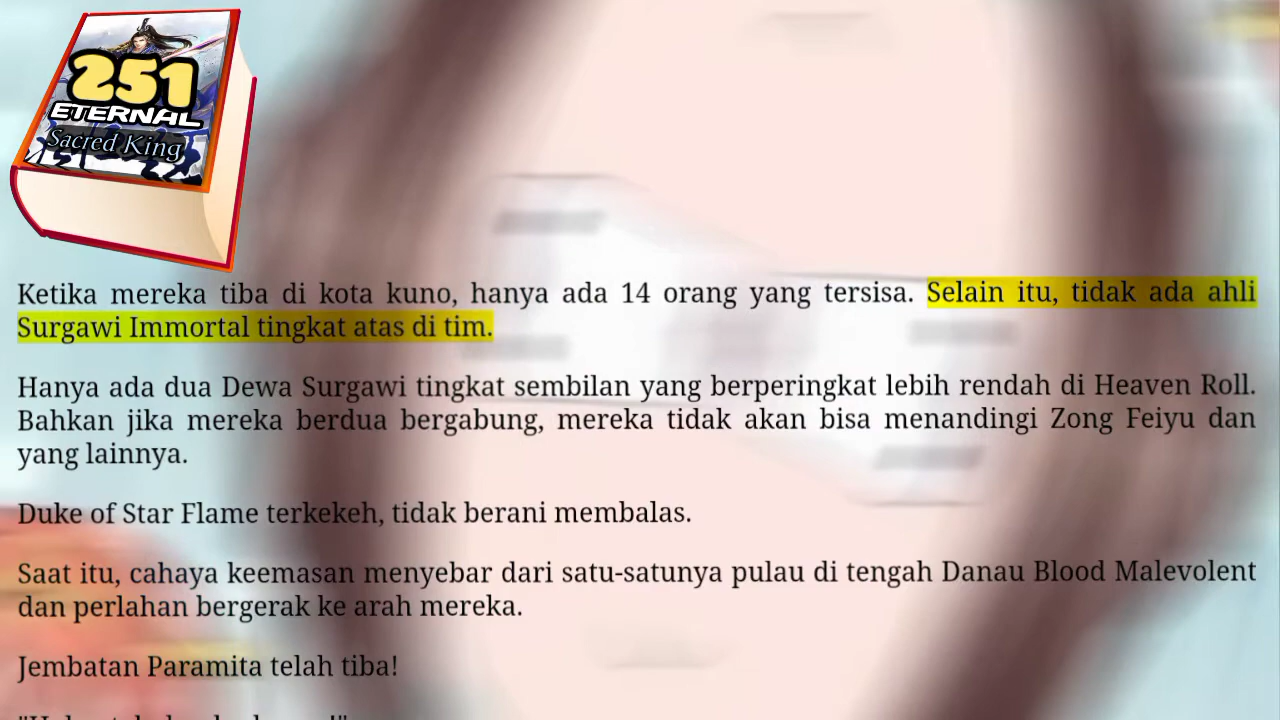 251
ETERNAL
Sacred King
Ketika mereka tiba di kota kuno, hanya ada 14 orang yang tersisa. Selain itu, tidak ada ahli
Surgawi Immortal tingkat atas di tim.
Hanya ada dua Dewa Surgawi tingkat sembilan yang berperingkat lebih rendah di Heaven Roll.
Bahkan jika mereka berdua bergabung, mereka tidak akan bisa menandingi Zong Feiyu dan
yang lainnya.
Duke of Star Flame terkekeh, tidak berani membalas.
Saat itu, cahaya keemasan menyebar dari satu-satunya pulau di tengah Danau Blood Malevolent
dan perlahan bergerak ke arah mereka.
Jembatan Paramita telah tiba!